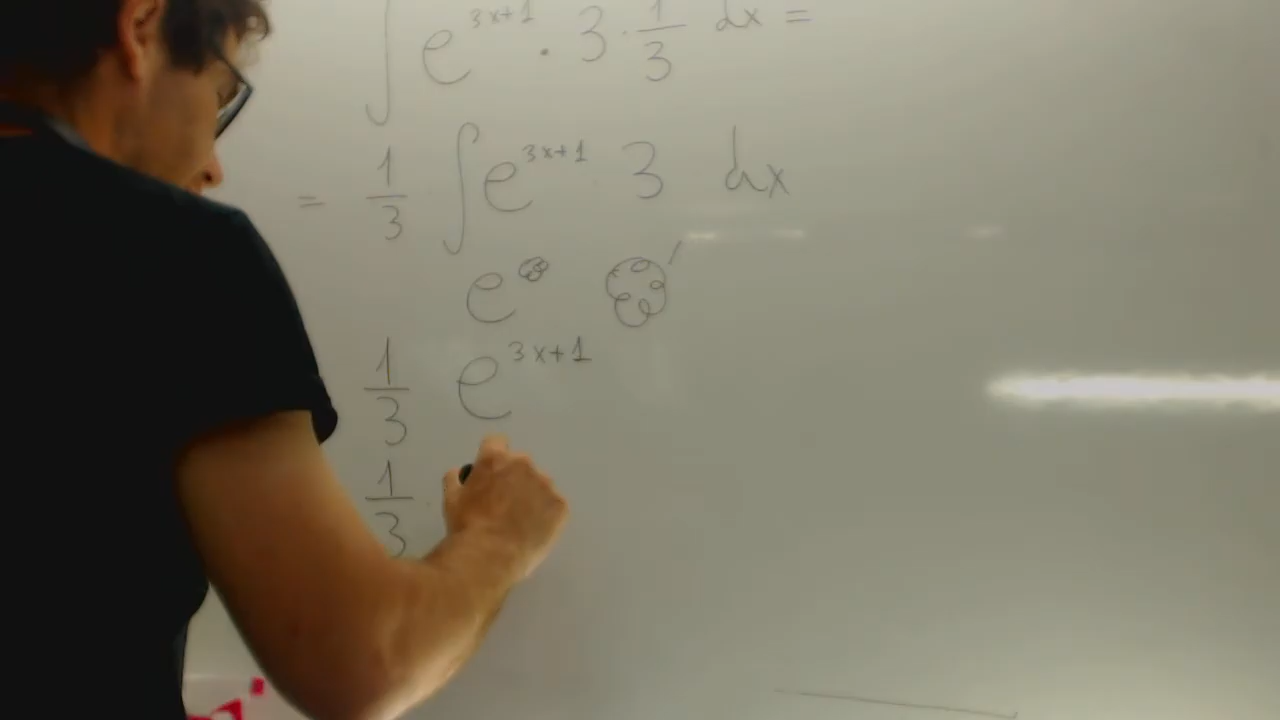 ∫ e^{3x+1} · 3 · 1/3 dx =
= 1/3 ∫ e^{3x+1} 3 dx
e
1/3 e^{3x+1}
1/3 ·